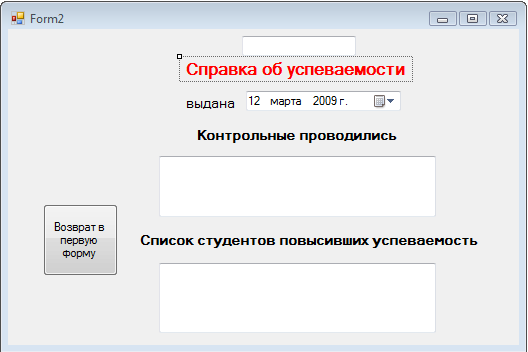 Form2
Справка об успеваемости
выдана 12 марта 2009 г.
Контрольные проводились
Возврат в
первую
форму
Список студентов повысивших успеваемость